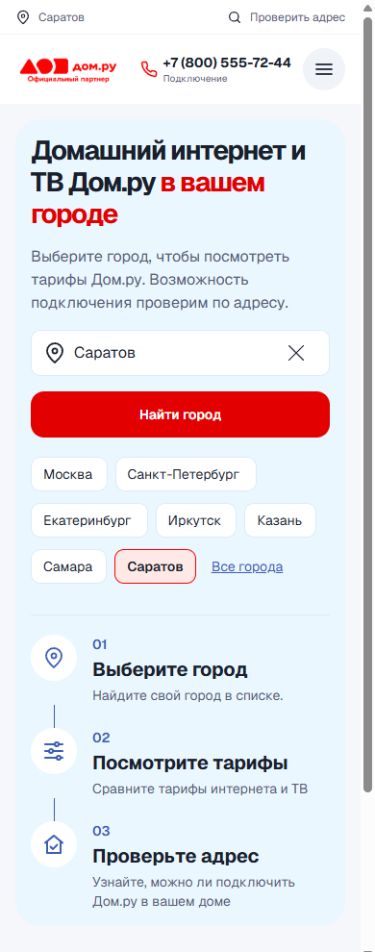 Саратов
Проверить адрес
дом.ру
Официальный партнер
+7 (800) 555-72-44
Подключение
Домашний интернет и
ТВ Дом.ру в вашем
городе
Выберите город, чтобы посмотреть
тарифы Дом.ру. Возможность
подключения проверим по адресу.
Саратов
Найти город
Москва
Санкт-Петербург
Екатеринбург
Иркутск
Казань
Самара
Саратов
Все города
01
Выберите город
Найдите свой город в списке.
02
Посмотрите тарифы
Сравните тарифы интернета и ТВ
03
Проверьте адрес
Узнайте, можно ли подключить
Дом.ру в вашем доме